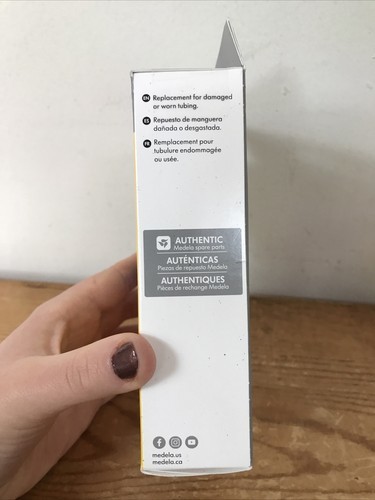 EN Replacement for damaged
or worn tubing.
ES Repuesto de manguera
dañada o desgastada.
FR Remplacement pour
tubulure endommagée
ou usée.
AUTHENTIC
Medela spare parts
AUTÉNTICAS
Piezas de repuesto Medela
AUTHENTIQUES
Pièces de rechange Medela
medela.us
medela.ca